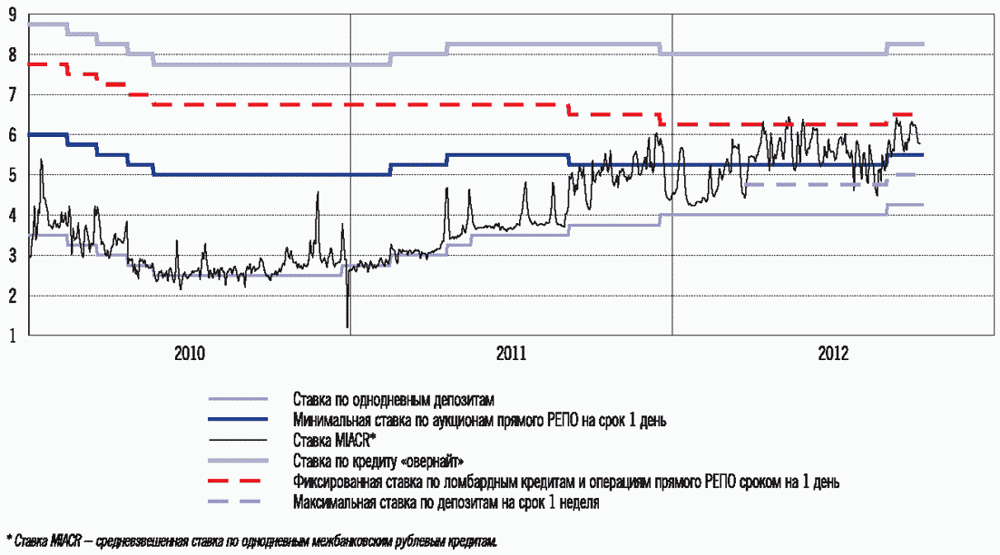 9
8
7
6
5
4
3
2
1
2010 2011 2012
Ставка по однодневным депозитам
Минимальная ставка по аукционам прямого РЕПО на срок 1 день
Ставка MIACR*
Ставка по кредиту «овернайт»
Фиксированная ставка по ломбардным кредитам и операциям прямого РЕПО сроком на 1 день
Максимальная ставка по депозитам на срок 1 неделя
* Ставка MIACR – средневзвешенная ставка по однодневным межбанковским рублевым кредитам.